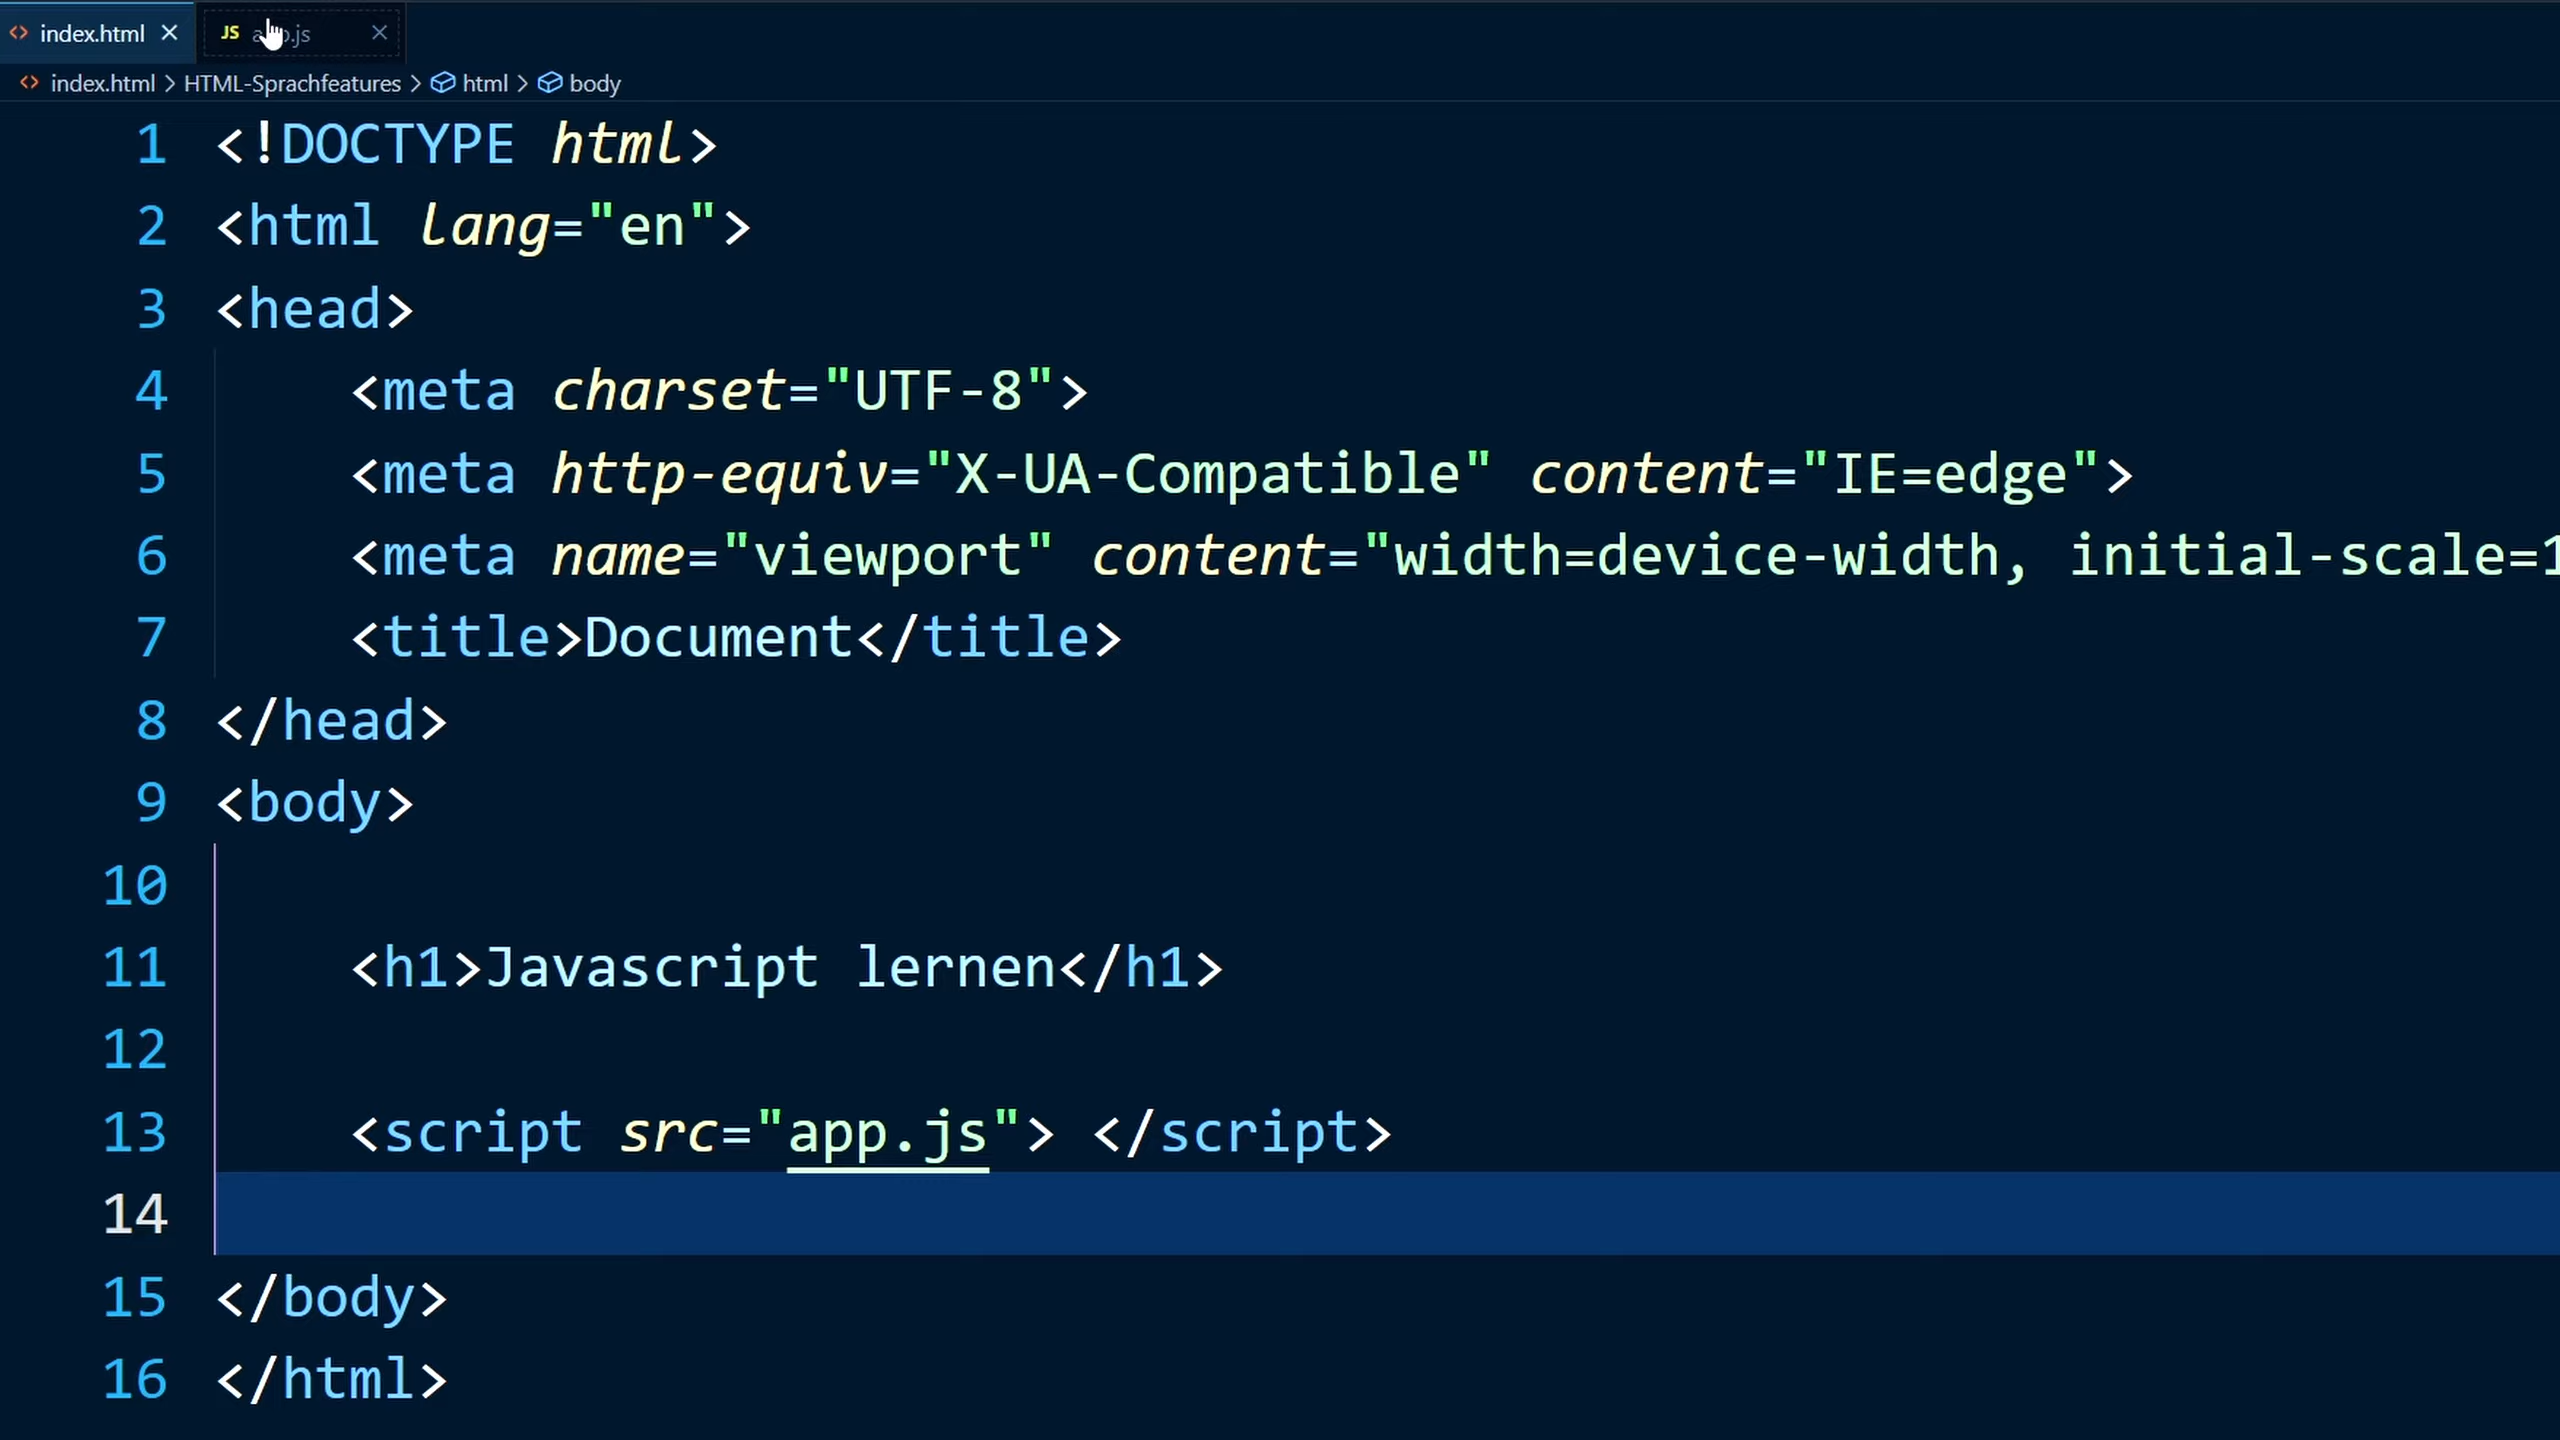 index.html
JS app.js
index.html > HTML-Sprachfeatures > html > body
1 <!DOCTYPE html>
2 <html lang="en">
3 <head>
4 <meta charset="UTF-8">
5 <meta http-equiv="X-UA-Compatible" content="IE=edge">
6 <meta name="viewport" content="width=device-width, initial-scale=1
7 <title>Document</title>
8 </head>
9 <body>
10
11 <h1>Javascript lernen</h1>
12
13 <script src="app.js"> </script>
14
15 </body>
16 </html>